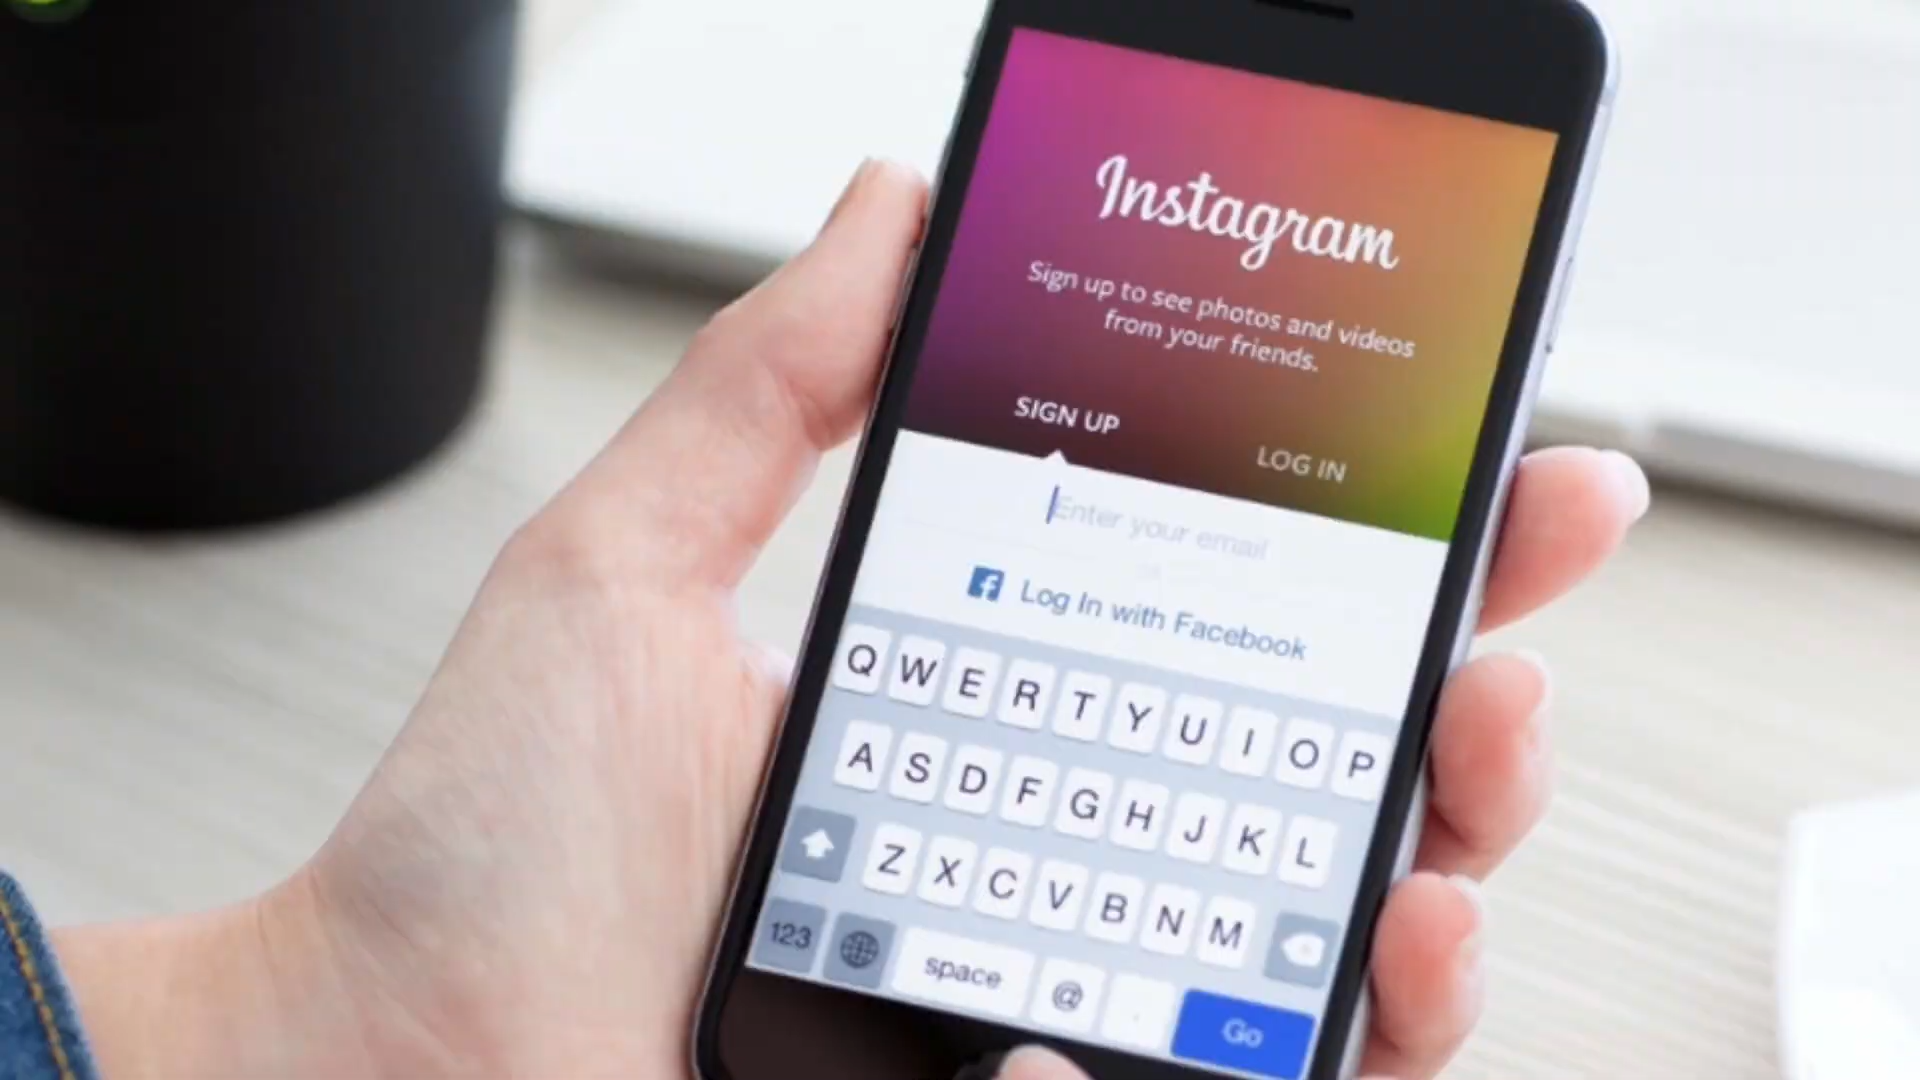 Instagram
Sign up to see photos and videos
from your friends.
SIGN UP
LOG IN
Enter your email
f Log In with Facebook
Q W E R T Y U I O P
A S D F G H J K L
Z X C V B N M
123 space @ . Go